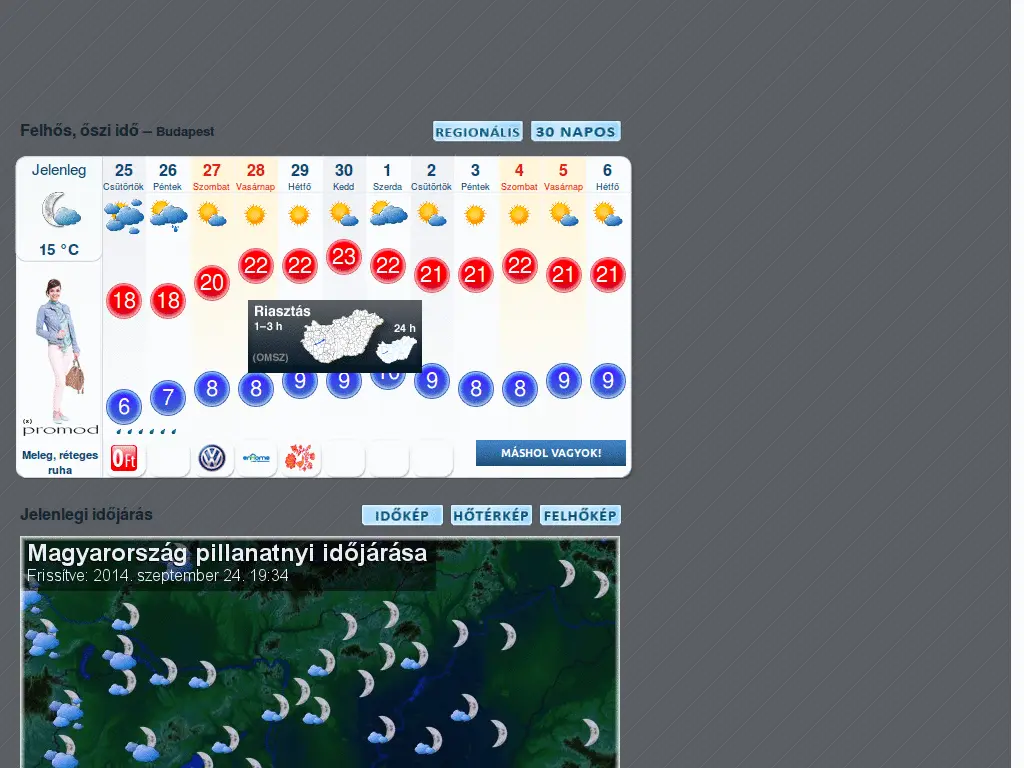 Felhős, őszi idő – Budapest
REGIONÁLIS 30 NAPOS
Jelenleg
15 °C
25 26 27 28 29 30 1 2 3 4 5 6
Csütörtök Péntek Szombat Vasárnap Hétfő Kedd Szerda Csütörtök Péntek Szombat Vasárnap Hétfő
18 18 20 22 22 23 22 21 21 22 21 21
Riasztás
1–3 h
24 h
(OMSZ)
6 7 8 8 9 9 10 9 8 8 9 9
(x)
promod
Meleg, réteges
ruha
0Ft
MÁSHOL VAGYOK!
Jelenlegi időjárás
IDŐKÉP HŐTÉRKÉP FELHŐKÉP
Magyarország pillanatnyi időjárása
Frissítve: 2014. szeptember 24. 19:34